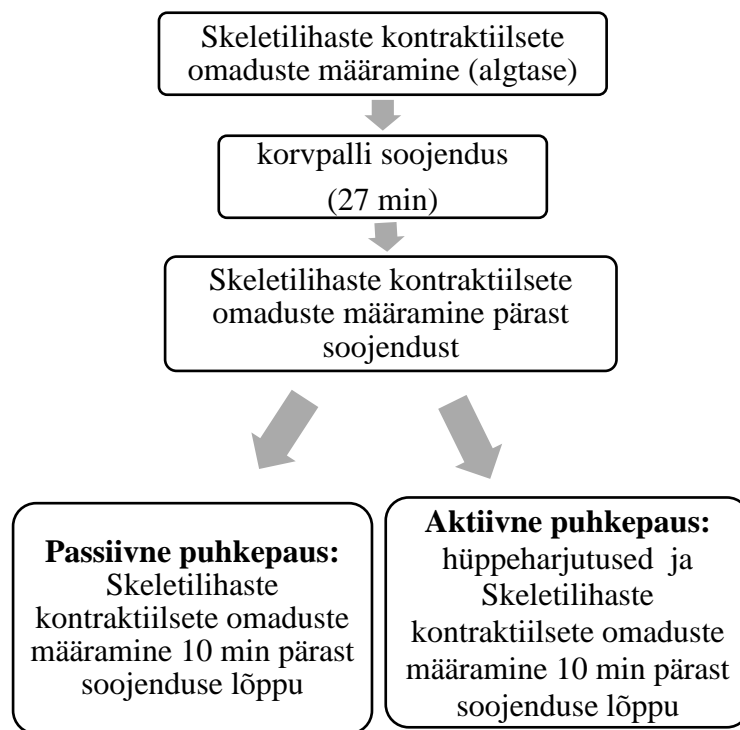 Skeletilihaste kontraktiilsete
omaduste määramine (algtase)
korvpalli soojendus
(27 min)
Skeletilihaste kontraktiilsete
omaduste määramine pärast
soojendust
Passiivne puhkepaus:
Skeletilihaste
kontraktiilsete omaduste
määramine 10 min pärast
soojenduse lõppu
Aktiivne puhkepaus:
hüppeharjutused ja
Skeletilihaste
kontraktiilsete omaduste
määramine 10 min pärast
soojenduse lõppu